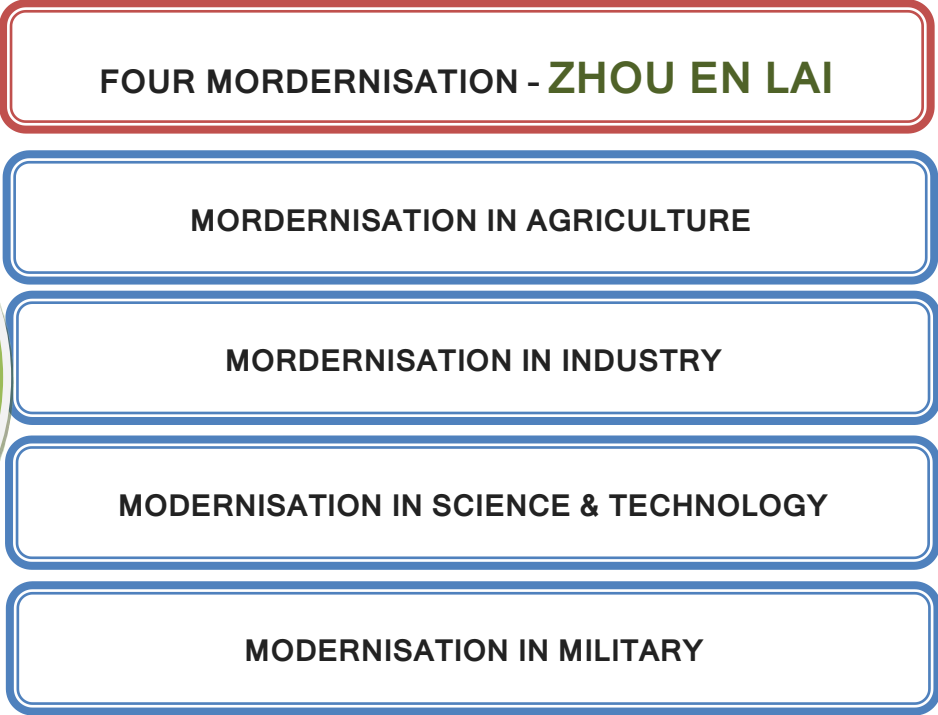 FOUR MORDERNISATION - ZHOU EN LAI
MORDERNISATION IN AGRICULTURE
MORDERNISATION IN INDUSTRY
MODERNISATION IN SCIENCE & TECHNOLOGY
MODERNISATION IN MILITARY